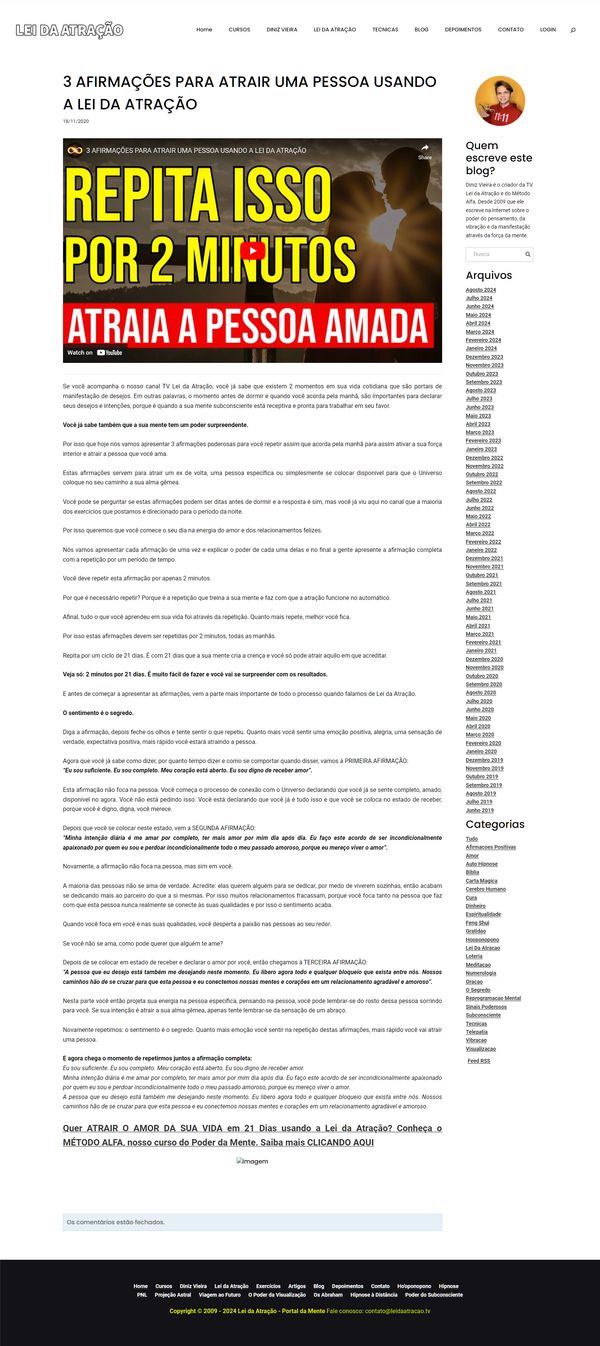 LEI DA ATRAÇÃO
Home CURSOS DINIZ VIEIRA LEI DA ATRAÇÃO TECNICAS BLOG DEPOIMENTOS CONTATO LOGIN
3 AFIRMAÇÕES PARA ATRAIR UMA PESSOA USANDO
A LEI DA ATRAÇÃO
18/11/2020
3 AFIRMAÇÕES PARA ATRAIR UMA PESSOA USANDO A LEI DA ATRAÇÃO
Share
REPITA ISSO
POR 2 MINUTOS
ATRAIA A PESSOA AMADA
Watch on YouTube
Se você acompanha o nosso canal TV Lei da Atração, você já sabe que existem 2 momentos em sua vida cotidiana que são portais de
manifestação de desejos. Em outras palavras, o momento antes de dormir e quando você acorda pela manhã, são importantes para declarar
seus desejos e intenções, porque é quando a sua mente subconsciente está receptiva e pronta para trabalhar em seu favor.
Você já sabe também que a sua mente tem um poder surpreendente.
Por isso que hoje nós vamos apresentar 3 afirmações poderosas para você repetir assim que acorda pela manhã para assim ativar a sua força
interior e atrair a pessoa que você ama.
Estas afirmações servem para atrair um ex de volta, uma pessoa específica ou simplesmente se colocar disponível para que o Universo
coloque no seu caminho a sua alma gêmea.
Você pode se perguntar se estas afirmações podem ser ditas antes de dormir e a resposta é sim, mas você já viu aqui no canal que a maioria
dos exercícios que postamos é direcionado para o período da noite.
Por isso queremos que você comece o seu dia na energia do amor e dos relacionamentos felizes.
Nós vamos apresentar cada afirmação de uma vez e explicar o poder de cada uma delas e no final a gente apresente a afirmação completa
com a repetição por um período de tempo.
Você deve repetir esta afirmação por apenas 2 minutos.
Por que é necessário repetir? Porque é a repetição que treina a sua mente e faz com que a atração funcione no automático.
Afinal, tudo o que você aprendeu em sua vida foi através da repetição. Quanto mais repete, melhor você fica.
Por isso estas afirmações devem ser repetidas por 2 minutos, todas as manhãs.
Repita por um ciclo de 21 dias. É com 21 dias que a sua mente cria a crença e você só pode atrair aquilo em que acreditar.
Veja só: 2 minutos por 21 dias. É muito fácil de fazer e você vai se surpreender com os resultados.
E antes de começar a apresentar as afirmações, vem a parte mais importante de todo o processo quando falamos de Lei da Atração.
O sentimento é o segredo.
Diga a afirmação, depois feche os olhos e tente sentir o que repetiu. Quanto mais você sentir uma emoção positiva, alegria, uma sensação de
verdade, expectativa positiva, mais rápido você estará atraindo a pessoa.
Agora que você já sabe como dizer, por quanto tempo dizer e como se comportar quando disser, vamos à PRIMEIRA AFIRMAÇÃO:
"Eu sou suficiente. Eu sou completo. Meu coração está aberto. Eu sou digno de receber amor".
Esta afirmação não foca na pessoa. Você começa o processo de conexão com o Universo declarando que você já se sente completo, amado,
disponível no agora. Você não está pedindo isso. Você está declarando que você já é tudo isso e que você se coloca no estado de receber,
porque você é digno, digna, você merece.
Depois que você se colocar neste estado, vem a SEGUNDA AFIRMAÇÃO:
"Minha intenção diária é me amar por completo, ter mais amor por mim dia após dia. Eu faço este acordo de ser incondicionalmente
apaixonado por quem eu sou e perdoar incondicionalmente todo o meu passado amoroso, porque eu mereço viver o amor".
Novamente, a afirmação não foca na pessoa, mas sim em você.
A maioria das pessoas não se ama de verdade. Acredite: elas querem alguém para se dedicar, por medo de viverem sozinhas, então acabam
se dedicando mais ao parceiro do que a si mesmas. Por isso muitos relacionamentos fracassam, porque você foca tanto na pessoa que faz
com que esta pessoa nunca realmente se conecte às suas qualidades e por isso o sentimento acaba.
Quando você foca em você e nas suas qualidades, você desperta a paixão nas pessoas ao seu redor.
Se você não se ama, como pode querer que alguém te ame?
Depois de se colocar em estado de receber e declarar o amor por você, então chegamos à TERCEIRA AFIRMAÇÃO:
"A pessoa que eu desejo está também me desejando neste momento. Eu libero agora todo e qualquer bloqueio que exista entre nós. Nossos
caminhos hão de se cruzar para que esta pessoa e eu conectemos nossas mentes e corações em um relacionamento agradável e amoroso".
Nesta parte você então projeta sua energia na pessoa específica, pensando na pessoa, você pode lembrar-se do rosto dessa pessoa sorrindo
para você. Se sua intenção é atrair a sua alma gêmea, apenas tente lembrar-se da sensação de um abraço.
Novamente repetimos: o sentimento é o segredo. Quanto mais emoção você sentir na repetição destas afirmações, mais rápido você vai atrair
uma pessoa.
E agora chega o momento de repetirmos juntos a afirmação completa:
Eu sou suficiente. Eu sou completo. Meu coração está aberto. Eu sou digno de receber amor.
Minha intenção diária é me amar por completo, ter mais amor por mim dia após dia. Eu faço este acordo de ser incondicionalmente apaixonado
por quem eu sou e perdoar incondicionalmente todo o meu passado amoroso, porque eu mereço viver o amor.
A pessoa que eu desejo está também me desejando neste momento. Eu libero agora todo e qualquer bloqueio que exista entre nós. Nossos
caminhos hão de se cruzar para que esta pessoa e eu conectemos nossas mentes e corações em um relacionamento agradável e amoroso.
Quer ATRAIR O AMOR DA SUA VIDA em 21 Dias usando a Lei da Atração? Conheça o
MÉTODO ALFA, nosso curso do Poder da Mente. Saiba mais CLICANDO AQUI
Imagem
Os comentários estão fechados.
11:11
Quem
escreve este
blog?
Diniz Vieira é o criador da TV
Lei da Atração e do Método
Alfa. Desde 2009 que ele
escreve na Internet sobre o
poder do pensamento, da
vibração e da manifestação
através da força da mente.
Busca
Arquivos
Agosto 2024
Julho 2024
Junho 2024
Maio 2024
Abril 2024
Março 2024
Fevereiro 2024
Janeiro 2024
Dezembro 2023
Novembro 2023
Outubro 2023
Setembro 2023
Agosto 2023
Julho 2023
Junho 2023
Maio 2023
Abril 2023
Março 2023
Fevereiro 2023
Janeiro 2023
Dezembro 2022
Novembro 2022
Outubro 2022
Setembro 2022
Agosto 2022
Julho 2022
Junho 2022
Maio 2022
Abril 2022
Março 2022
Fevereiro 2022
Janeiro 2022
Dezembro 2021
Novembro 2021
Outubro 2021
Setembro 2021
Agosto 2021
Julho 2021
Junho 2021
Maio 2021
Abril 2021
Março 2021
Fevereiro 2021
Janeiro 2021
Dezembro 2020
Novembro 2020
Outubro 2020
Setembro 2020
Agosto 2020
Julho 2020
Junho 2020
Maio 2020
Abril 2020
Março 2020
Fevereiro 2020
Janeiro 2020
Dezembro 2019
Novembro 2019
Outubro 2019
Setembro 2019
Agosto 2019
Julho 2019
Junho 2019
Categorias
Tudo
Afirmacoes Positivas
Amor
Auto Hipnose
Biblia
Carta Magica
Cerebro Humano
Cura
Dinheiro
Espiritualidade
Feng Shui
Gratidao
Hooponopono
Lei Da Atracao
Loteria
Meditacao
Numerologia
Oracao
O Segredo
Reprogramacao Mental
Sinais Poderosos
Subconsciente
Tecnicas
Telepatia
Vibracao
Visualizacao
Feed RSS
Home Cursos Diniz Vieira Lei da Atração Exercícios Artigos Blog Depoimentos Contato Ho'oponopono Hipnose
PNL Projeção Astral Viagem ao Futuro O Poder da Visualização Os Abraham Hipnose à Distância Poder do Subconsciente
Copyright © 2009 - 2024 Lei da Atração - Portal da Mente Fale conosco: contato@leidaatracao.tv